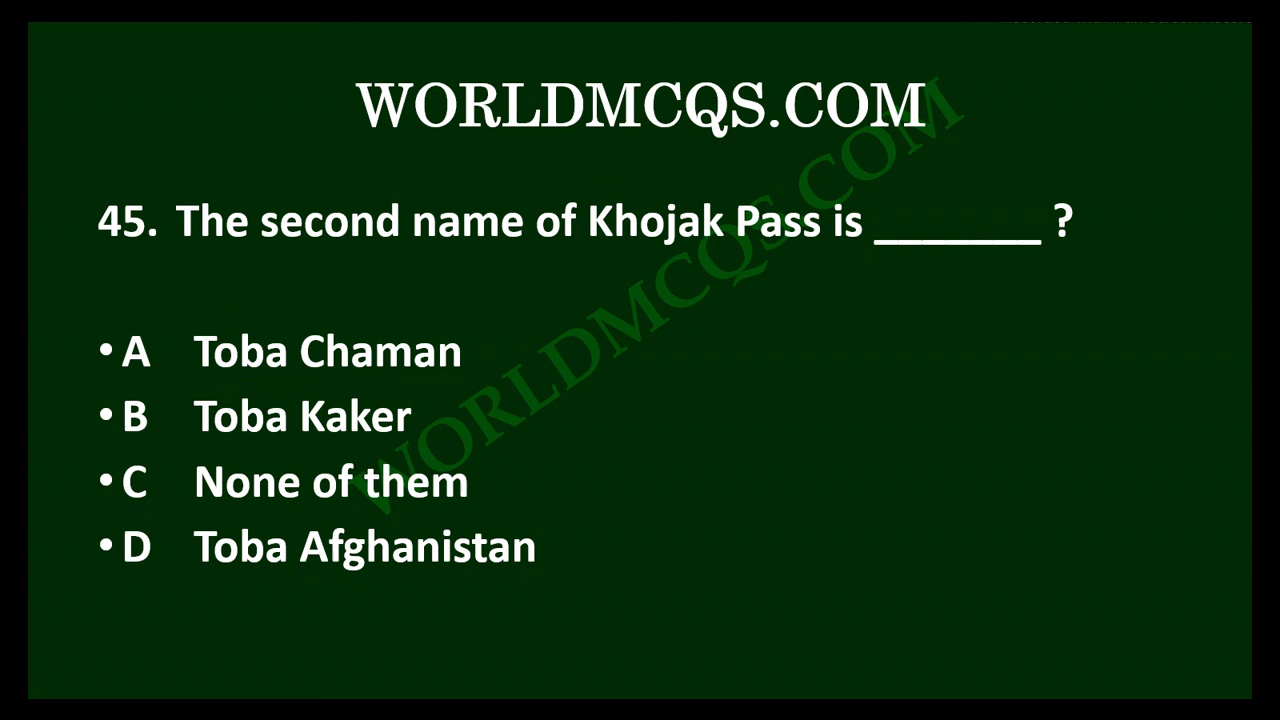 WORLDMCQS.COM
45. The second name of Khojak Pass is _______ ?
• A Toba Chaman
• B Toba Kaker
• C None of them
• D Toba Afghanistan
WORLDMCQS.COM